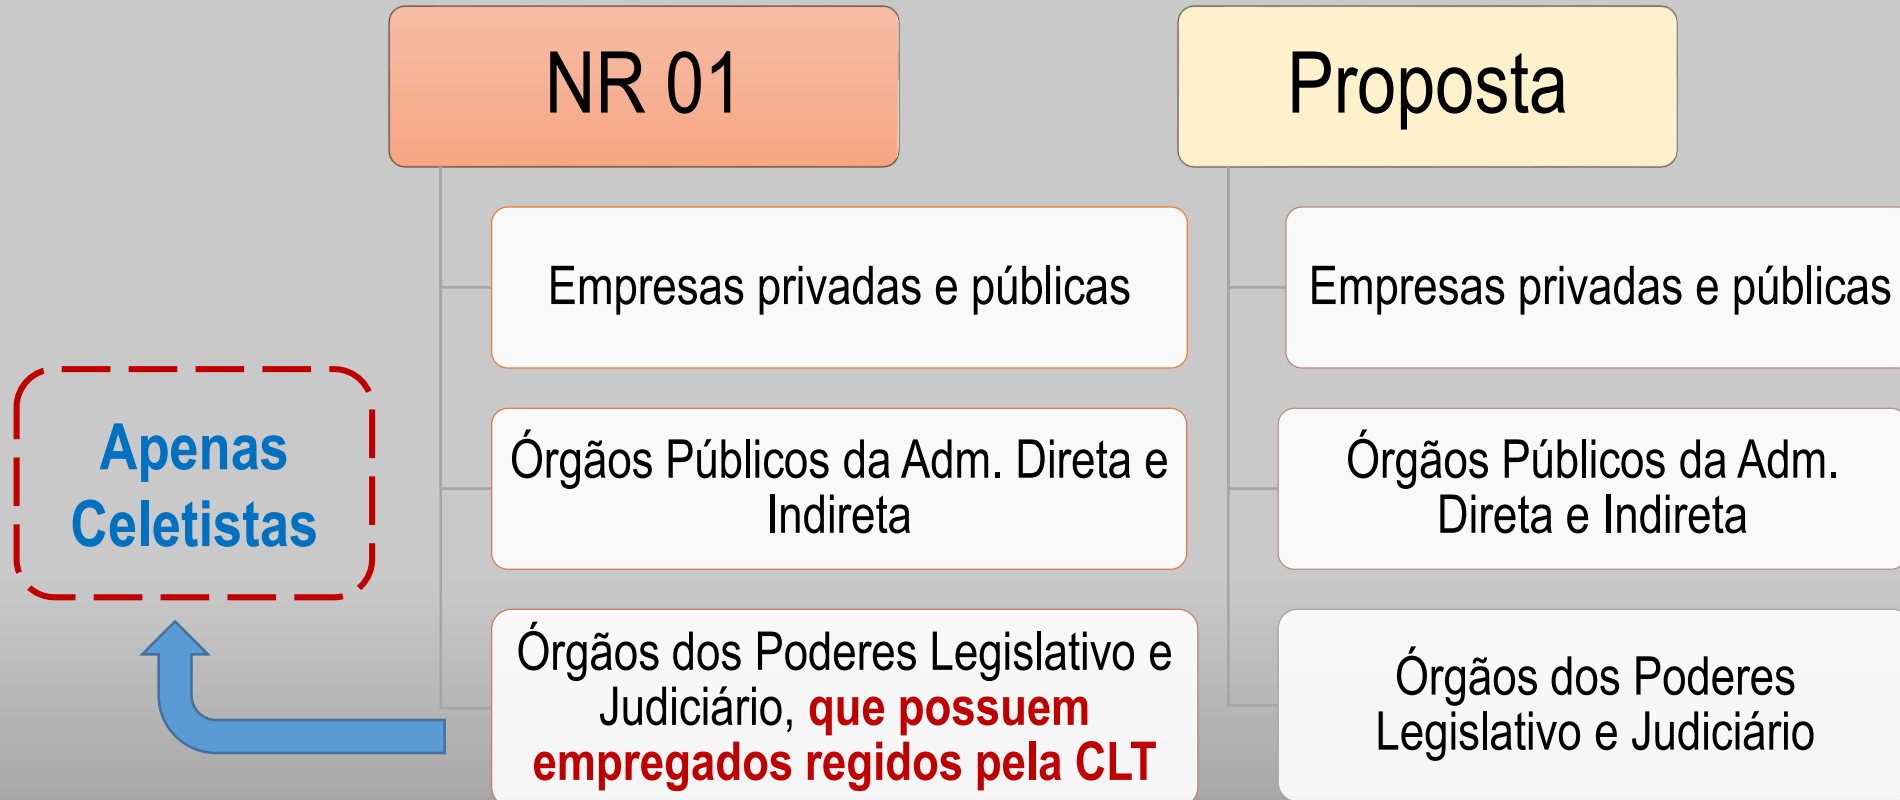 NR 01
Proposta
Empresas privadas e públicas
Empresas privadas e públicas
Apenas
Celetistas
Órgãos Públicos da Adm. Direta e
Indireta
Órgãos Públicos da Adm.
Direta e Indireta
Órgãos dos Poderes Legislativo e
Judiciário, que possuem
empregados regidos pela CLT
Órgãos dos Poderes
Legislativo e Judiciário